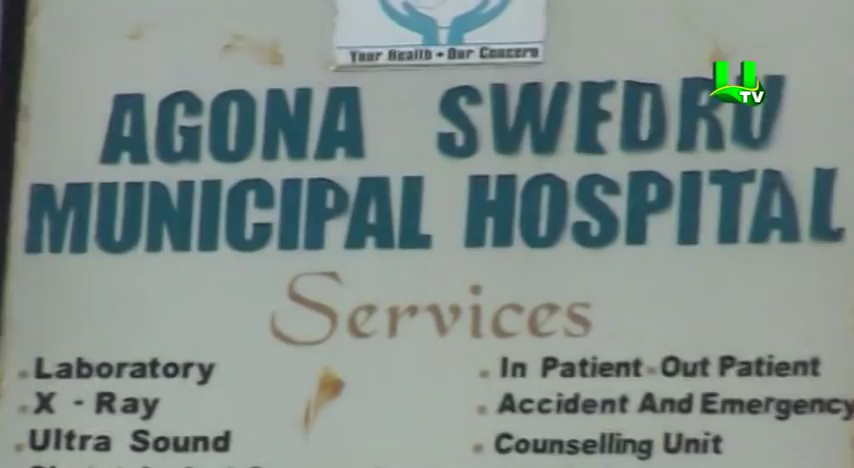 Your Health • Our Concern
UTV
AGONA SWEDRU
MUNICIPAL HOSPITAL
Services
. Laboratory
. X - Ray
. Ultra Sound
. In Patient - Out Patient
. Accident And Emergency
. Counselling Unit